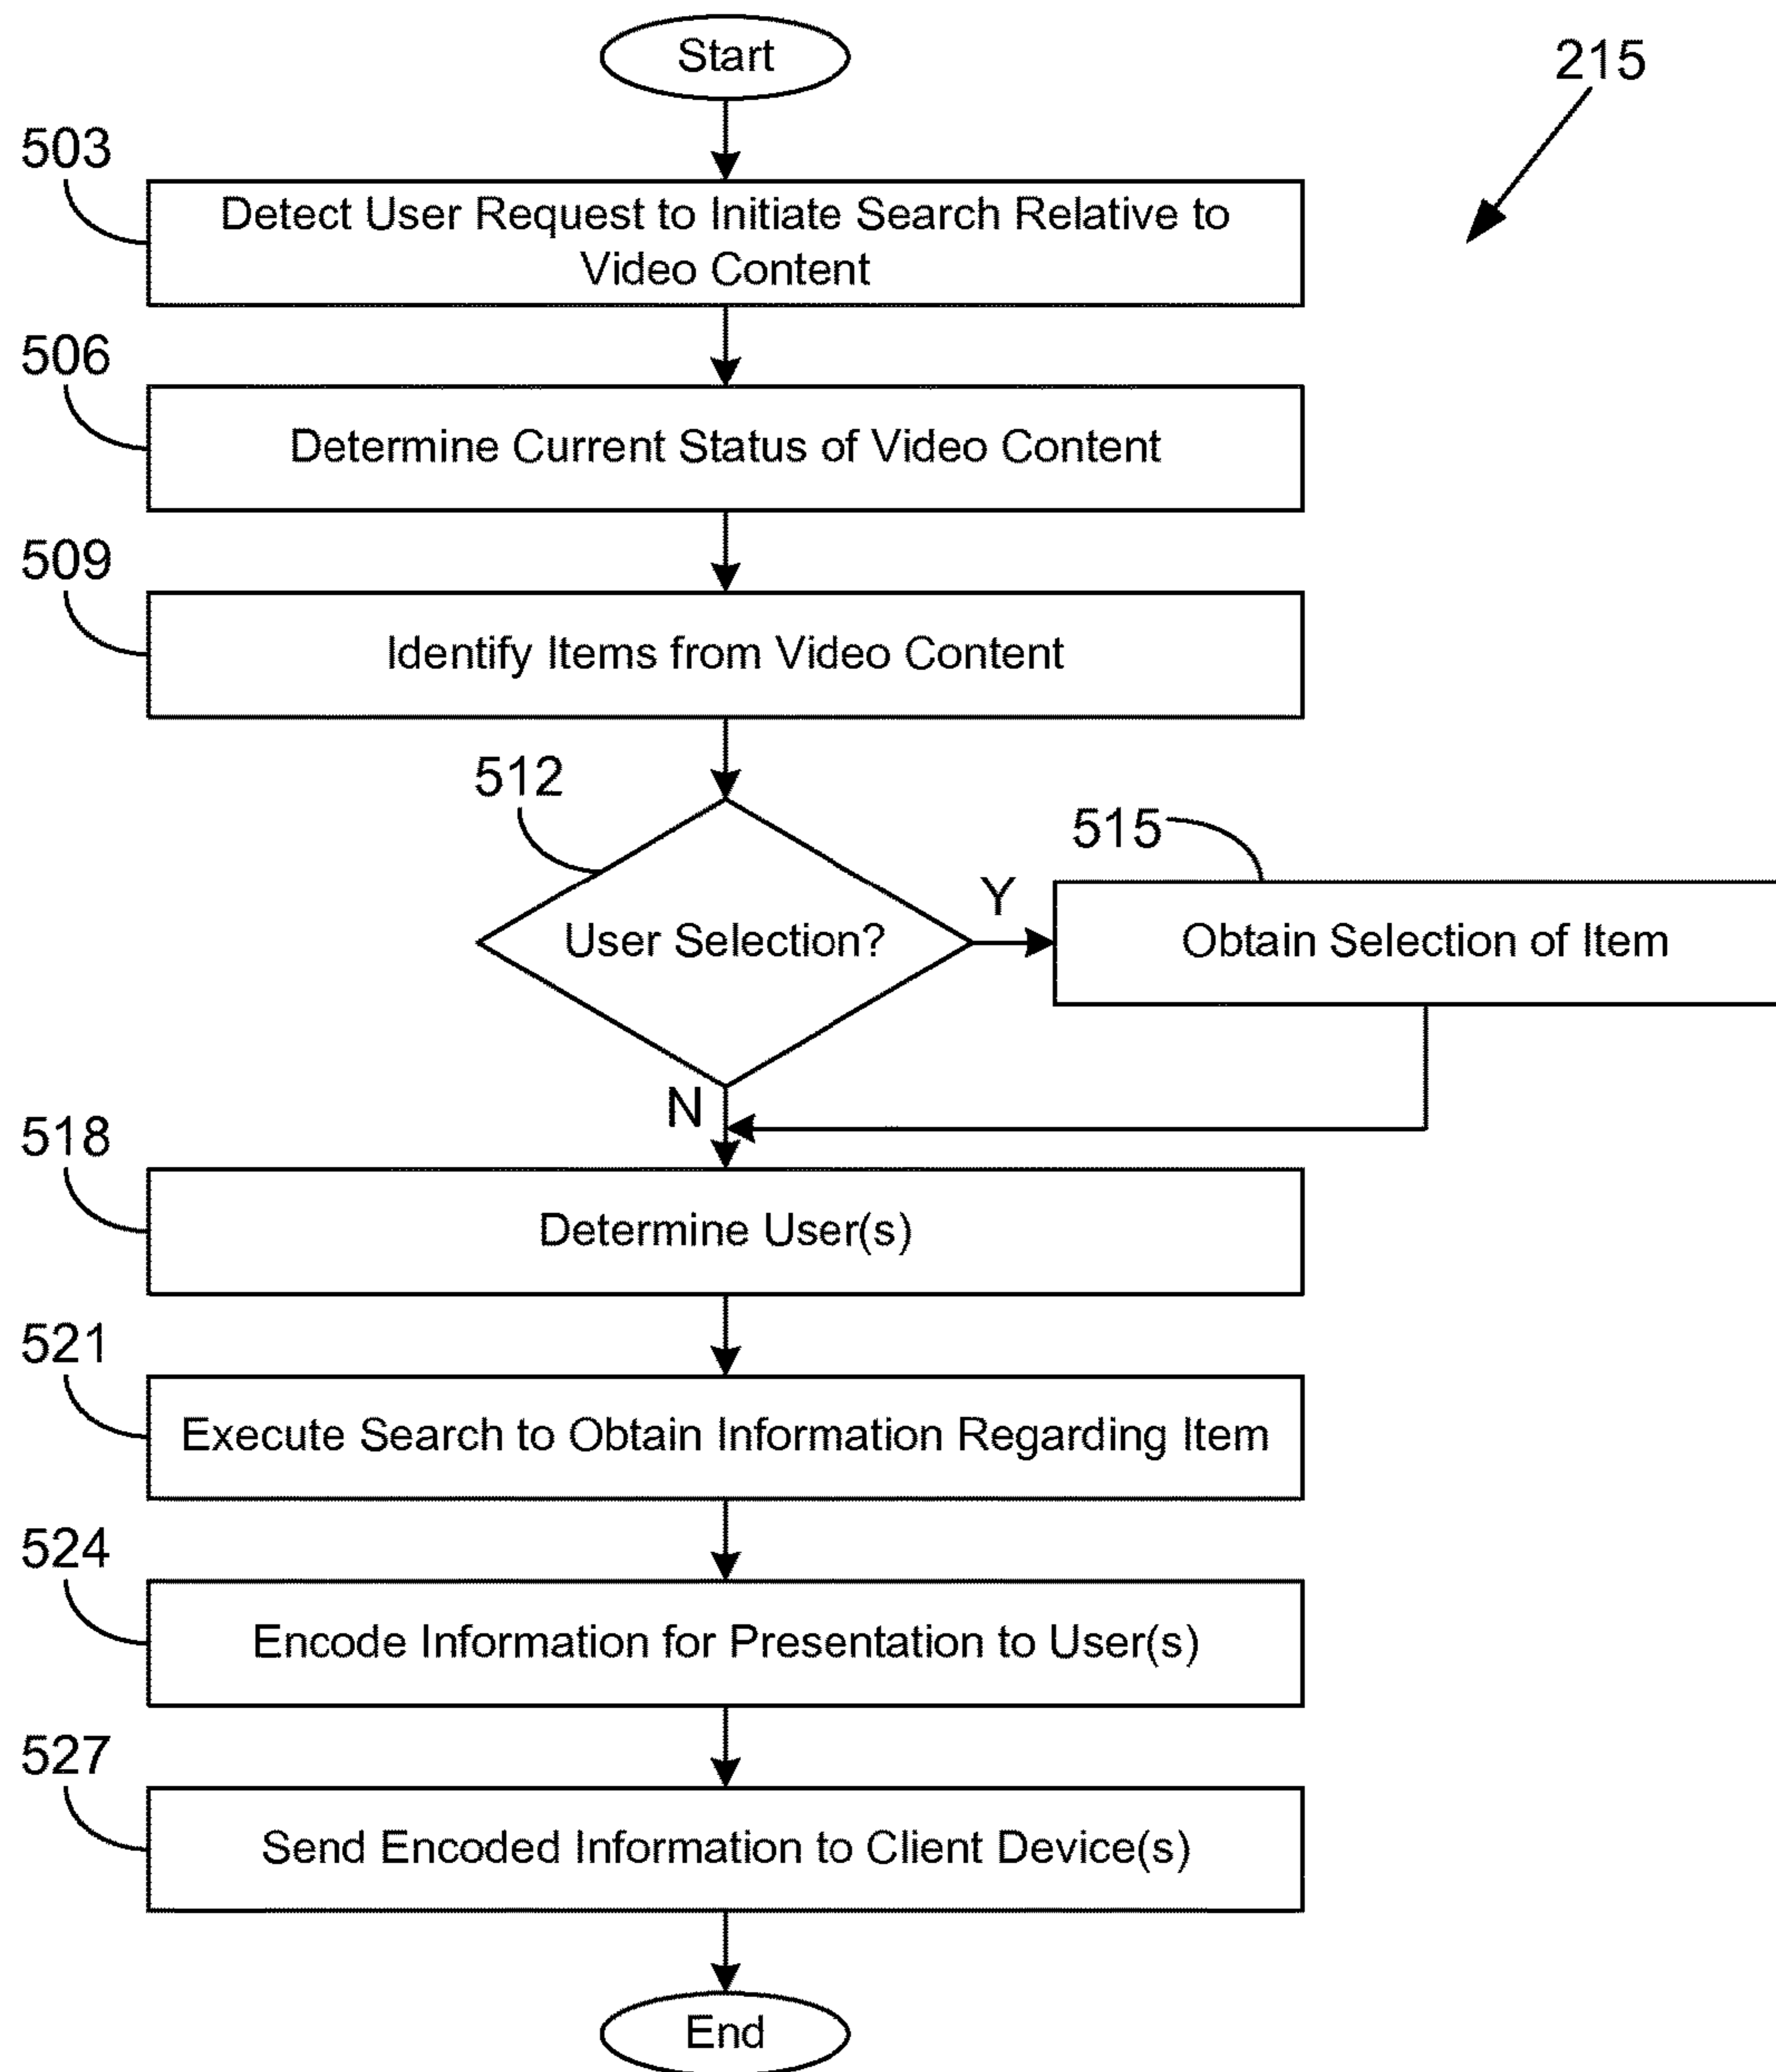 Start
215
503
Detect User Request to Initiate Search Relative to
Video Content
506
Determine Current Status of Video Content
509
Identify Items from Video Content
512
515
User Selection?
Y
Obtain Selection of Item
N
518
Determine User(s)
521
Execute Search to Obtain Information Regarding Item
524
Encode Information for Presentation to User(s)
527
Send Encoded Information to Client Device(s)
End